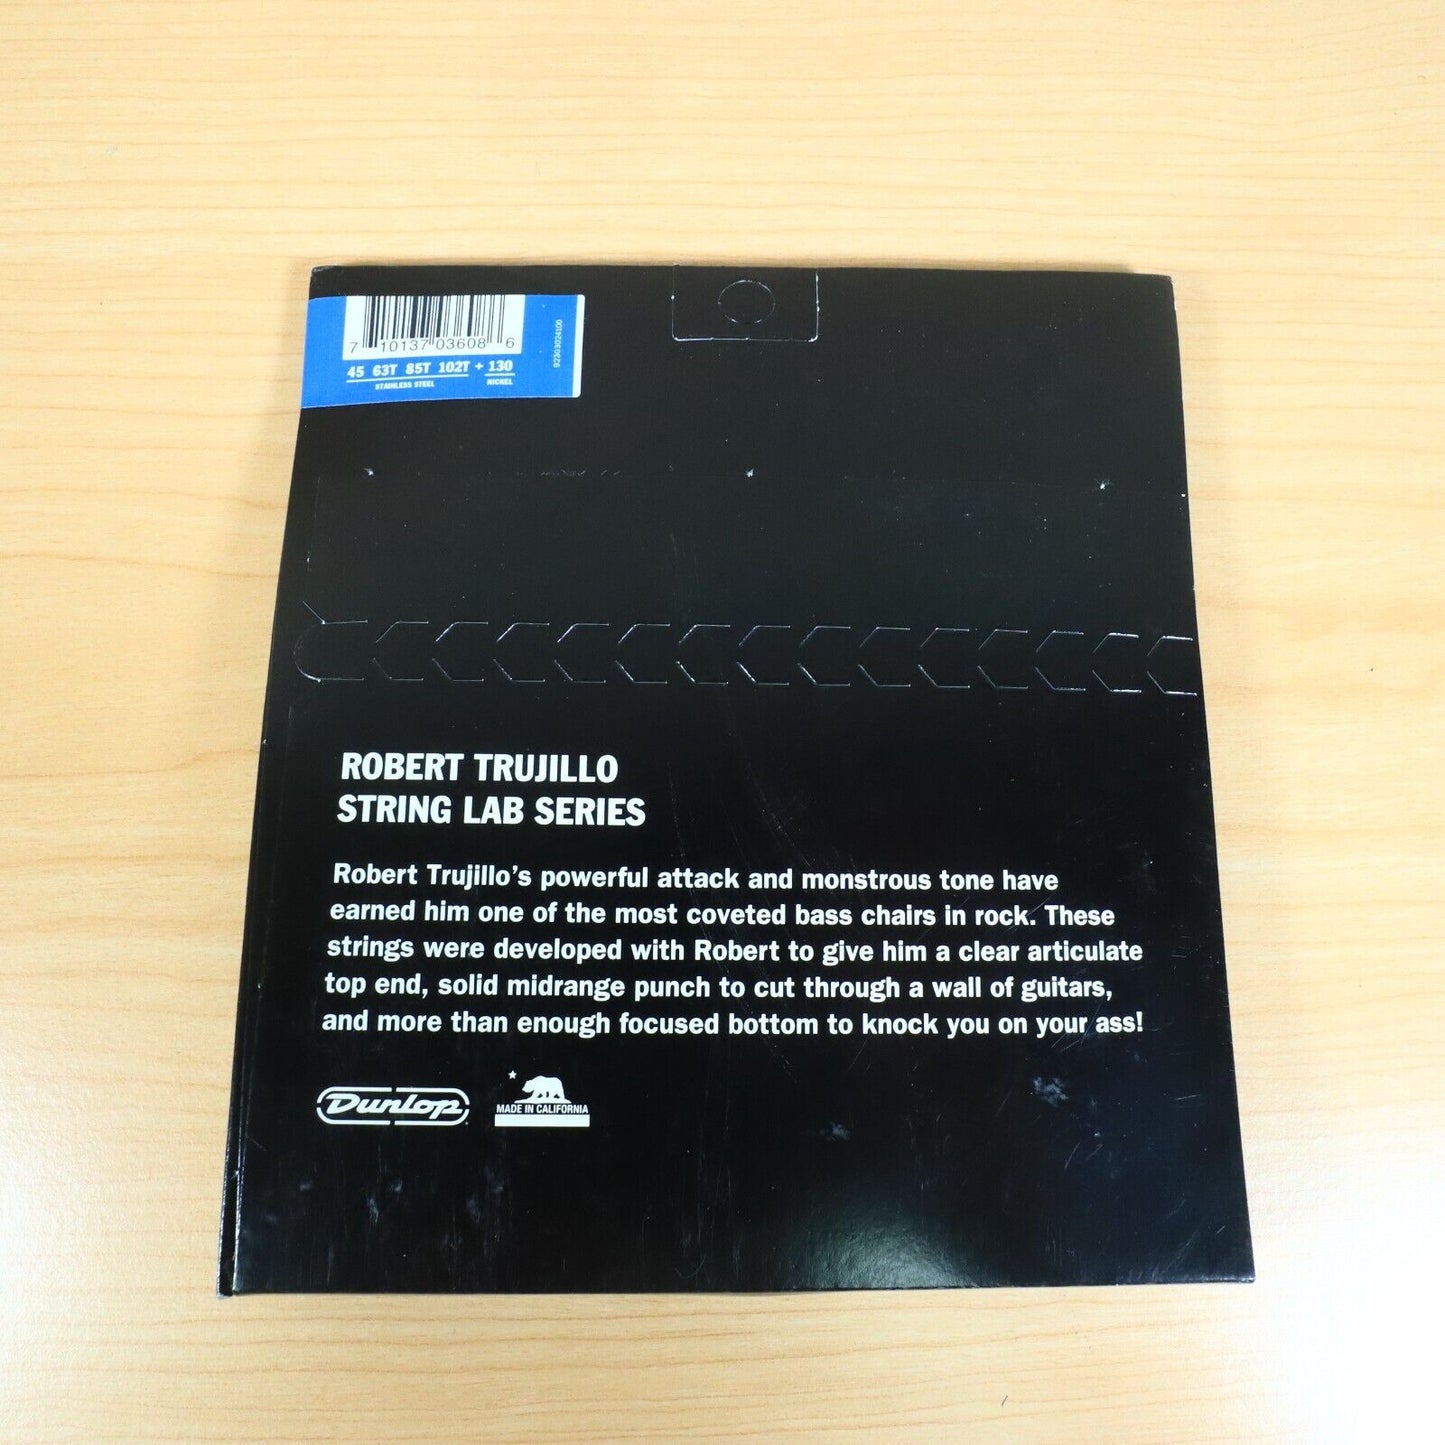 7 10137 03608 6
92303024100
45 63T 85T 102T + 130
STAINLESS STEEL NICKEL
ROBERT TRUJILLO
STRING LAB SERIES
Robert Trujillo's powerful attack and monstrous tone have
earned him one of the most coveted bass chairs in rock. These
strings were developed with Robert to give him a clear articulate
top end, solid midrange punch to cut through a wall of guitars,
and more than enough focused bottom to knock you on your ass!
Dunlop
MADE IN CALIFORNIA